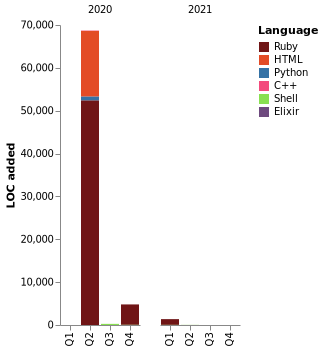 2020 2021
Language
Ruby
HTML
Python
C++
Shell
Elixir
LOC added
70,000
60,000
50,000
40,000
30,000
20,000
10,000
0
Q1 Q2 Q3 Q4 Q1 Q2 Q3 Q4